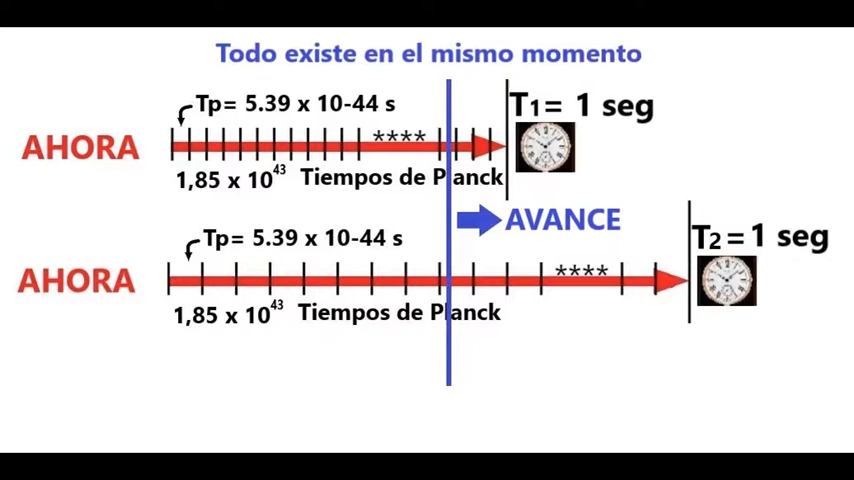 Todo existe en el mismo momento
Tp= 5.39 x 10-44 s
T1= 1 seg
AHORA
****
1,85 x 10^43 Tiempos de Planck
AVANCE
Tp= 5.39 x 10-44 s
T2=1 seg
AHORA
****
1,85 x 10^43 Tiempos de Planck